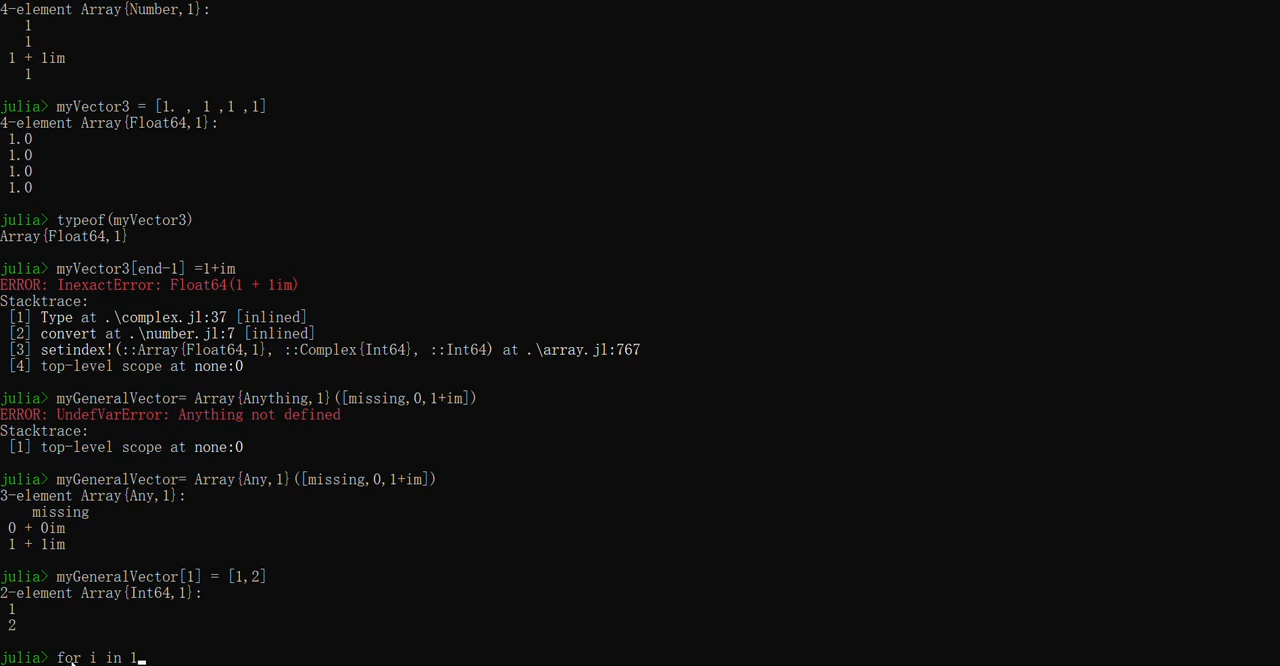 4-element Array{Number,1}:
1
1
1 + 1im
1
julia> myVector3 = [1. , 1 ,1 ,1]
4-element Array{Float64,1}:
1.0
1.0
1.0
1.0
julia> typeof(myVector3)
Array{Float64,1}
julia> myVector3[end-1] =1+im
ERROR: InexactError: Float64(1 + 1im)
Stacktrace:
[1] Type at .\complex.jl:37 [inlined]
[2] convert at .\number.jl:7 [inlined]
[3] setindex!(::Array{Float64,1}, ::Complex{Int64}, ::Int64) at .\array.jl:767
[4] top-level scope at none:0
julia> myGeneralVector= Array{Anything,1}([missing,0,1+im])
ERROR: UndefVarError: Anything not defined
Stacktrace:
[1] top-level scope at none:0
julia> myGeneralVector= Array{Any,1}([missing,0,1+im])
3-element Array{Any,1}:
missing
0 + 0im
1 + 1im
julia> myGeneralVector[1] = [1,2]
2-element Array{Int64,1}:
1
2
julia> for i in 1